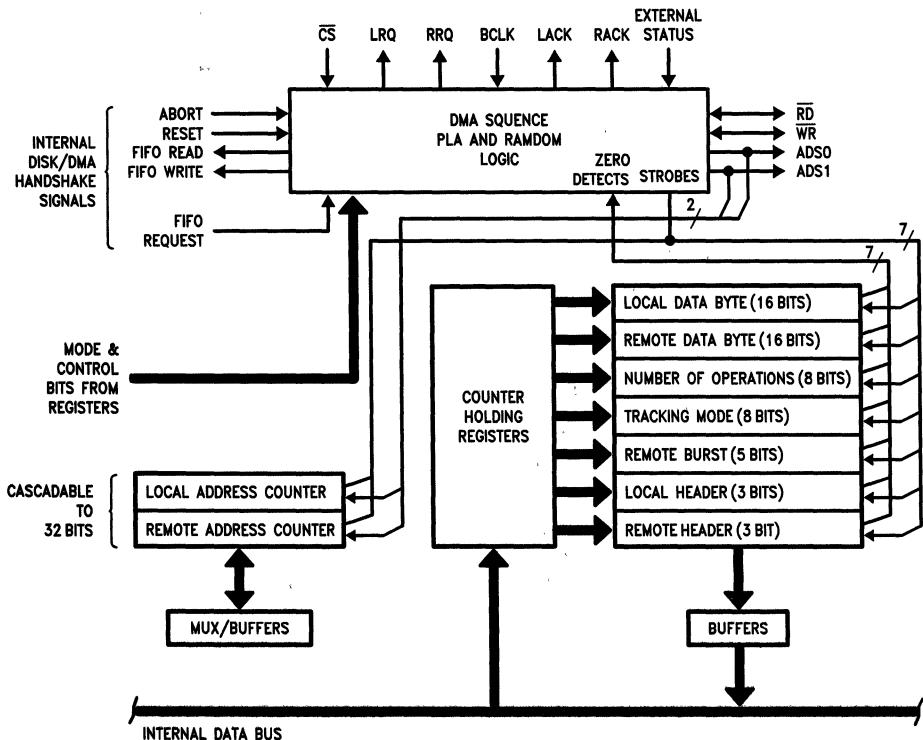 EXTERNAL
STATUS
CS LRQ RRQ BCLK LACK RACK
INTERNAL
DISK/DMA
HANDSHAKE
SIGNALS
ABORT
RESET
FIFO READ
FIFO WRITE
FIFO
REQUEST
DMA SQUENCE
PLA AND RAMDOM
LOGIC
ZERO
DETECTS
STROBES
RD
WR
ADS0
ADS1
2
7
7
MODE &
CONTROL
BITS FROM
REGISTERS
COUNTER
HOLDING
REGISTERS
LOCAL DATA BYTE (16 BITS)
REMOTE DATA BYTE (16 BITS)
NUMBER OF OPERATIONS (8 BITS)
TRACKING MODE (8 BITS)
REMOTE BURST (5 BITS)
LOCAL HEADER (3 BITS)
REMOTE HEADER (3 BIT)
CASCADABLE
TO
32 BITS
LOCAL ADDRESS COUNTER
REMOTE ADDRESS COUNTER
MUX/BUFFERS
BUFFERS
INTERNAL DATA BUS